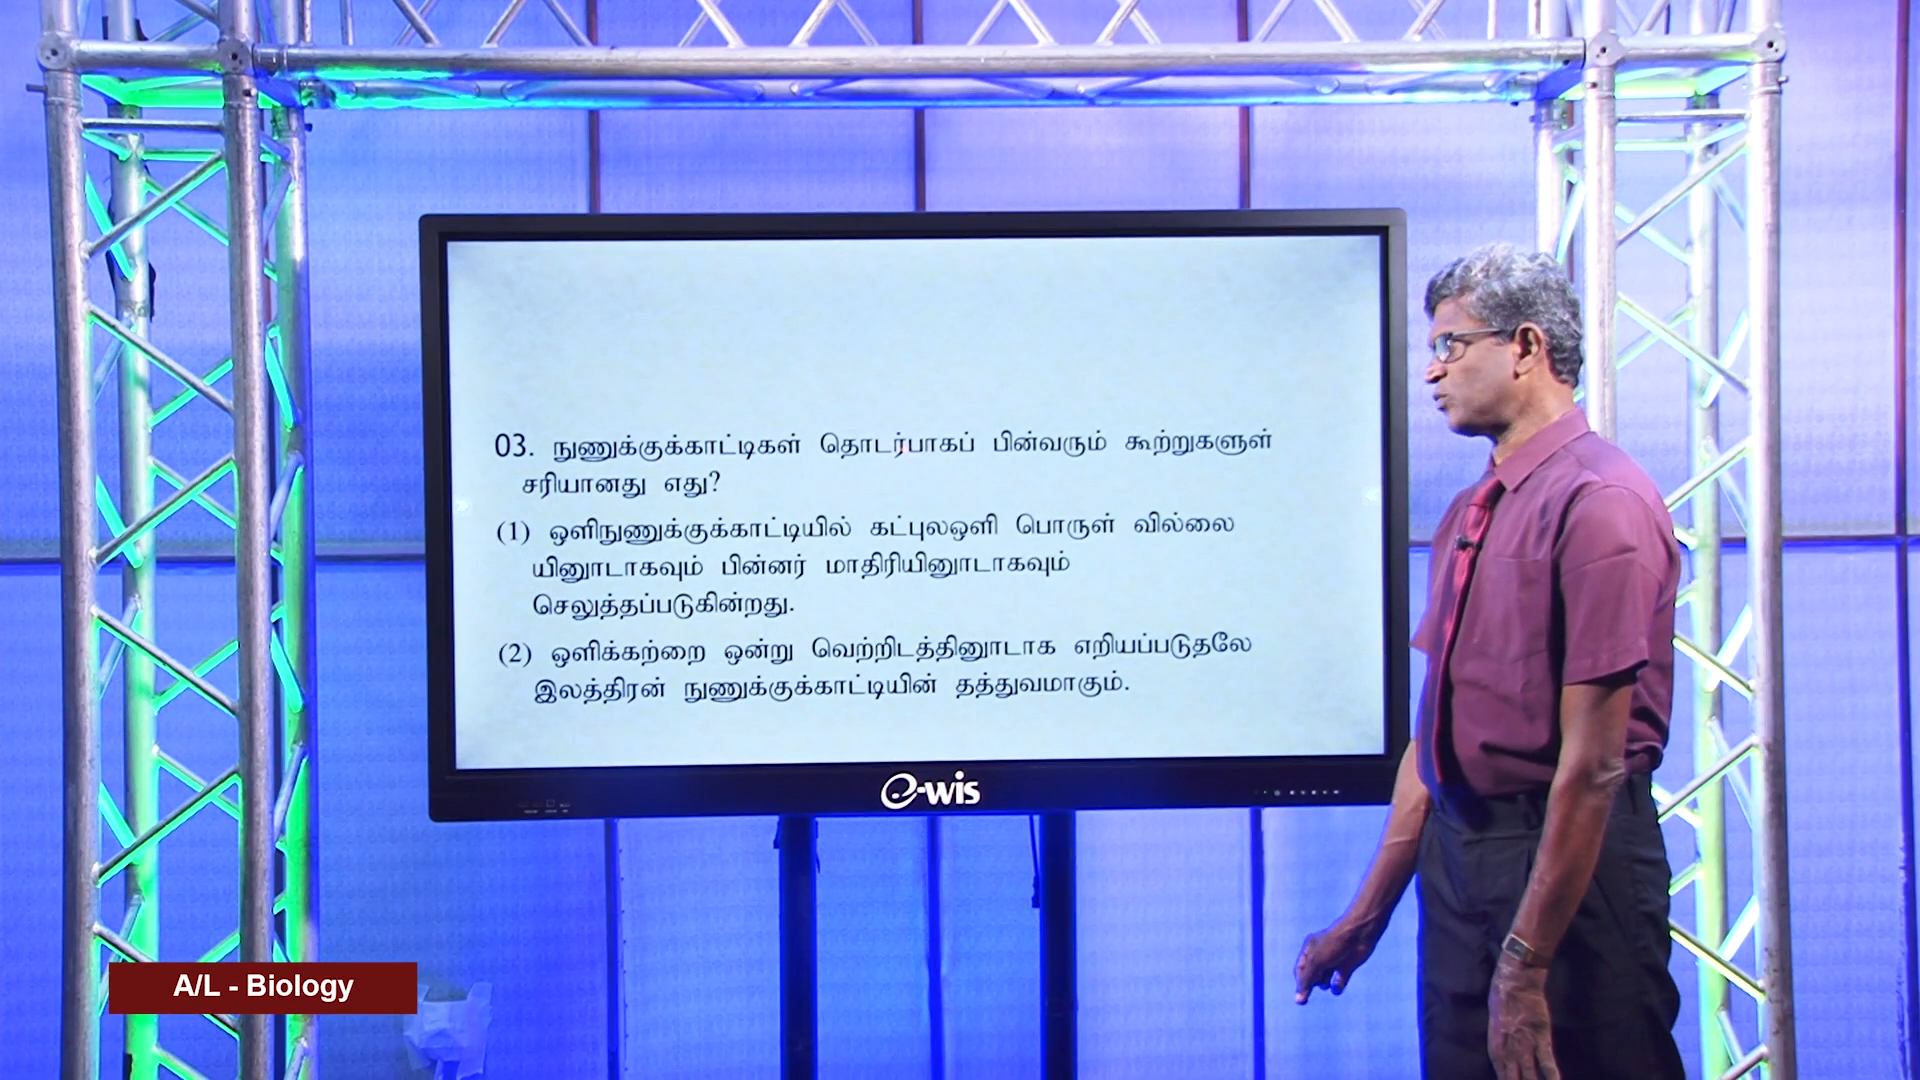 03. நுணுக்குக்காட்டிகள் தொடர்பாகப் பின்வரும் கூற்றுகளுள்
சரியானது எது?
(1) ஒளிநுணுக்குக்காட்டியில் கட்புலஒளி பொருள் வில்லை
யினூடாகவும் பின்னர் மாதிரியினூடாகவும்
செலுத்தப்படுகின்றது.
(2) ஒளிக்கற்றை ஒன்று வெற்றிடத்தினூடாக எறியப்படுதலே
இலத்திரன் நுணுக்குக்காட்டியின் தத்துவமாகும்.
e-wis
A/L - Biology